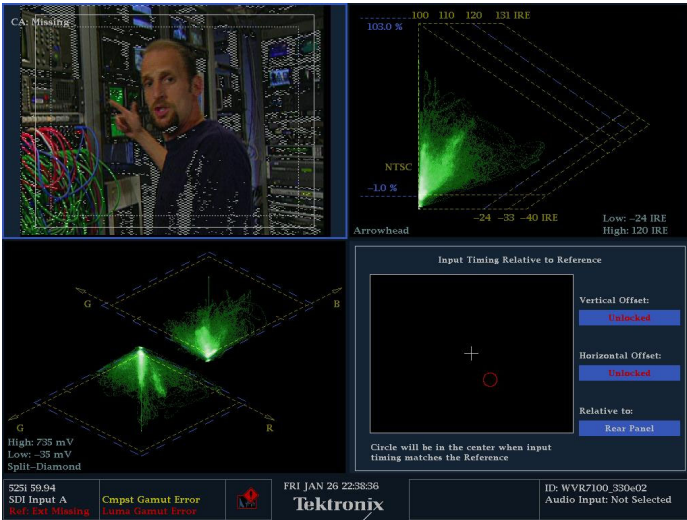 CA: Missing
100 110 120 131 IRE
103.0 %
NTSC
-1.0 %
-24 -33 -40 IRE
Arrowhead
Low: -24 IRE
High: 120 IRE
G
B
G
R
High: 735 mV
Low: -35 mV
Split-Diamond
Input Timing Relative to Reference
Vertical Offset:
Unlocked
Horizontal Offset:
Unlocked
Relative to:
Rear Panel
Circle will be in the center when input
timing matches the Reference
525i 59.94
SDI Input A
Ref: Ext Missing
Cmpst Gamut Error
Luma Gamut Error
FRI JAN 26 22:38:36
Tektronix
ID: WVR7100_330e02
Audio Input: Not Selected